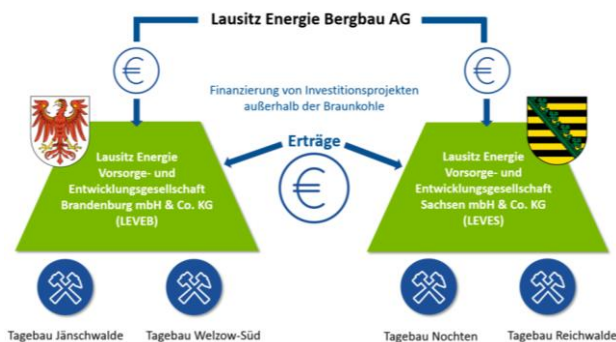 Lausitz Energie Bergbau AG
Finanzierung von Investitionsprojekten
außerhalb der Braunkohle
Erträge
Lausitz Energie
Vorsorge- und
Entwicklungsgesellschaft
Brandenburg mbH & Co. KG
(LEVEB)
Lausitz Energie
Vorsorge- und
Entwicklungsgesellschaft
Sachsen mbH & Co. KG
(LEVES)
Tagebau Jänschwalde
Tagebau Welzow-Süd
Tagebau Nochten
Tagebau Reichwalde